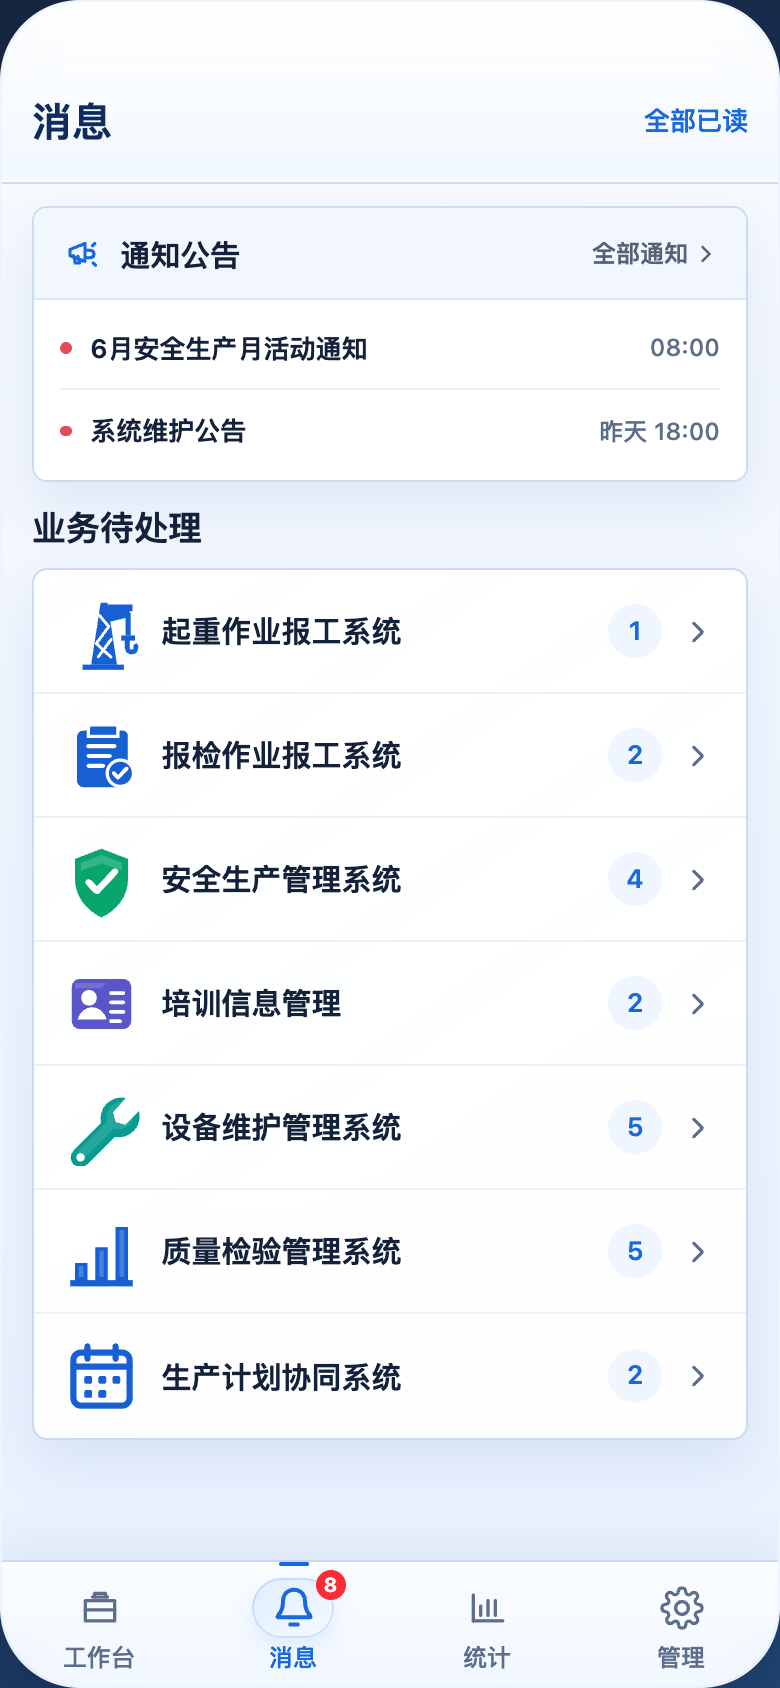 消息
全部已读
通知公告
全部通知
6月安全生产月活动通知
08:00
系统维护公告
昨天 18:00
业务待处理
起重作业报工系统
1
报检作业报工系统
2
安全生产管理系统
4
培训信息管理
2
设备维护管理系统
5
质量检验管理系统
5
生产计划协同系统
2
8
工作台
消息
统计
管理